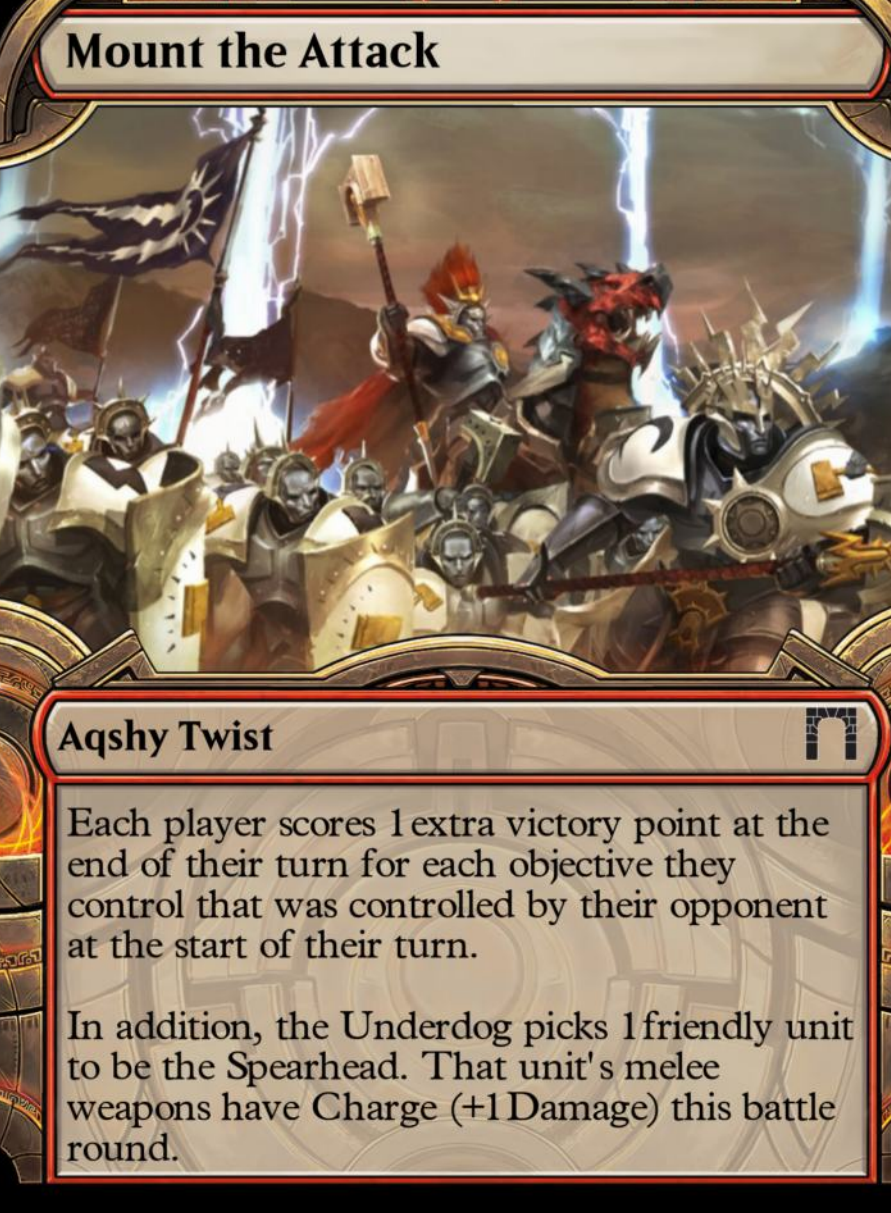 Mount the Attack
Aqshy Twist
Each player scores 1 extra victory point at the
end of their turn for each objective they
control that was controlled by their opponent
at the start of their turn.
In addition, the Underdog picks 1 friendly unit
to be the Spearhead. That unit's melee
weapons have Charge (+1 Damage) this battle
round.